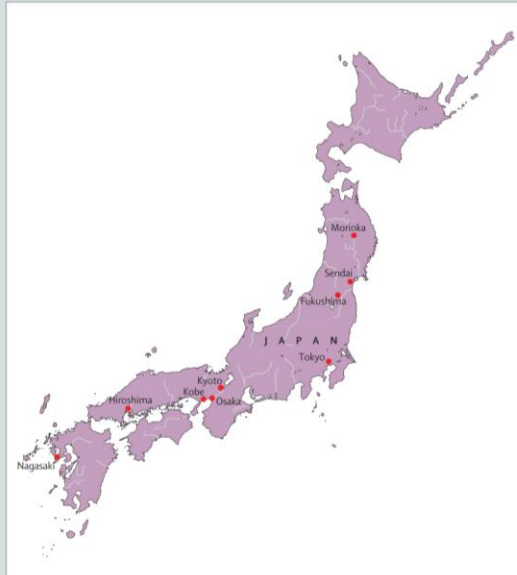 Morioka
Sendai
Fukushima
J A P A N
Tokyo
Kyoto
Kobe
Osaka
Hiroshima
Nagasaki